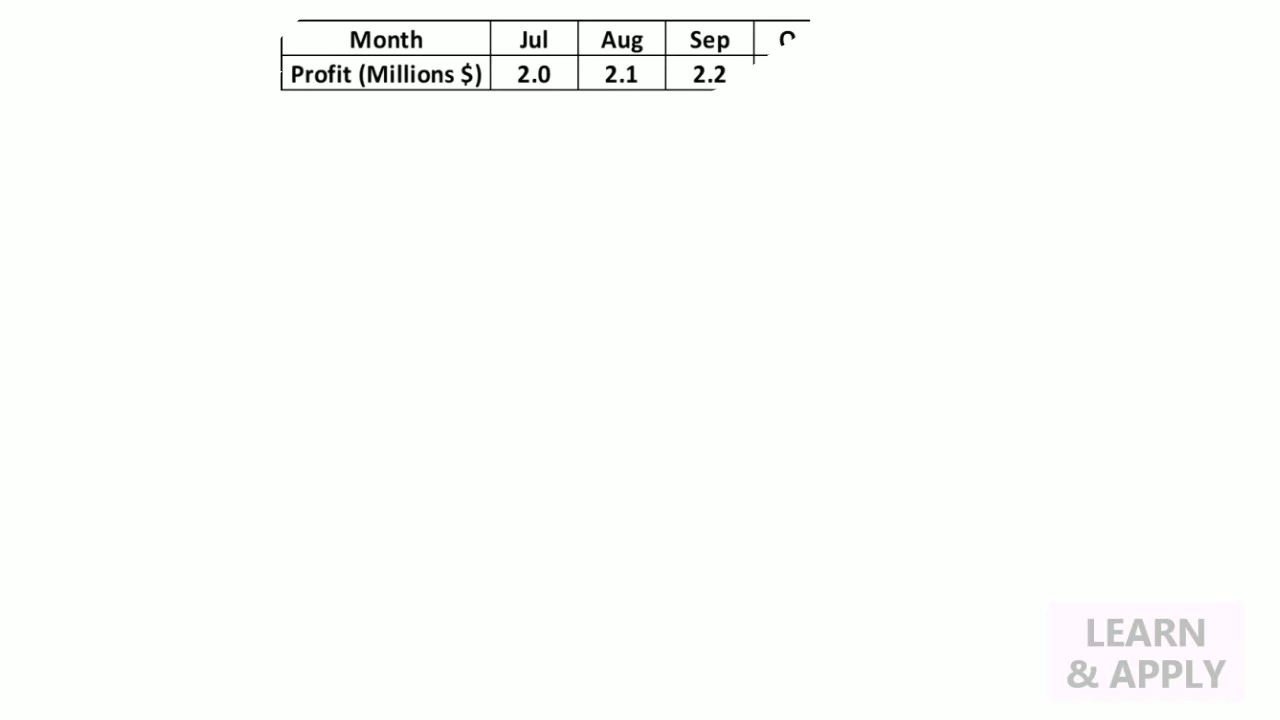 Month Jul Aug Sep
Profit (Millions $) 2.0 2.1 2.2
LEARN
& APPLY